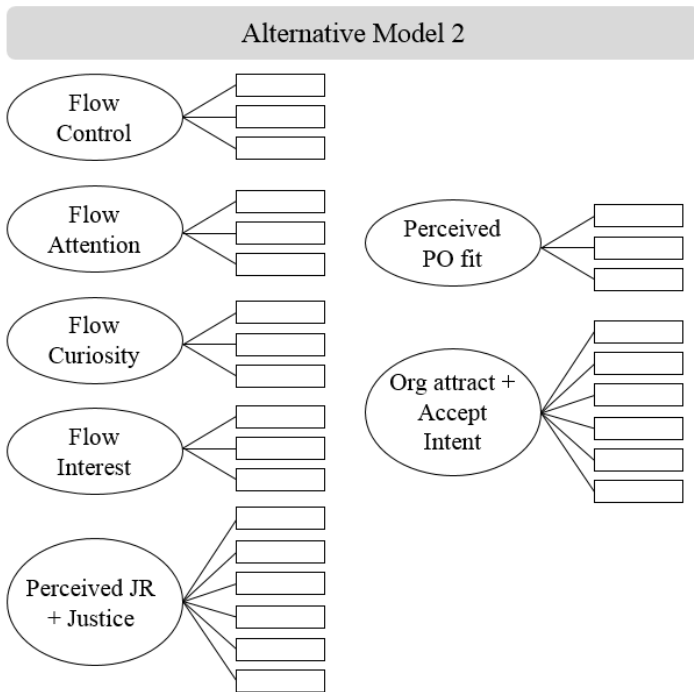 Alternative Model 2
Flow
Control
Flow
Attention
Flow
Curiosity
Flow
Interest
Perceived JR
+ Justice
Perceived
PO fit
Org attract +
Accept
Intent